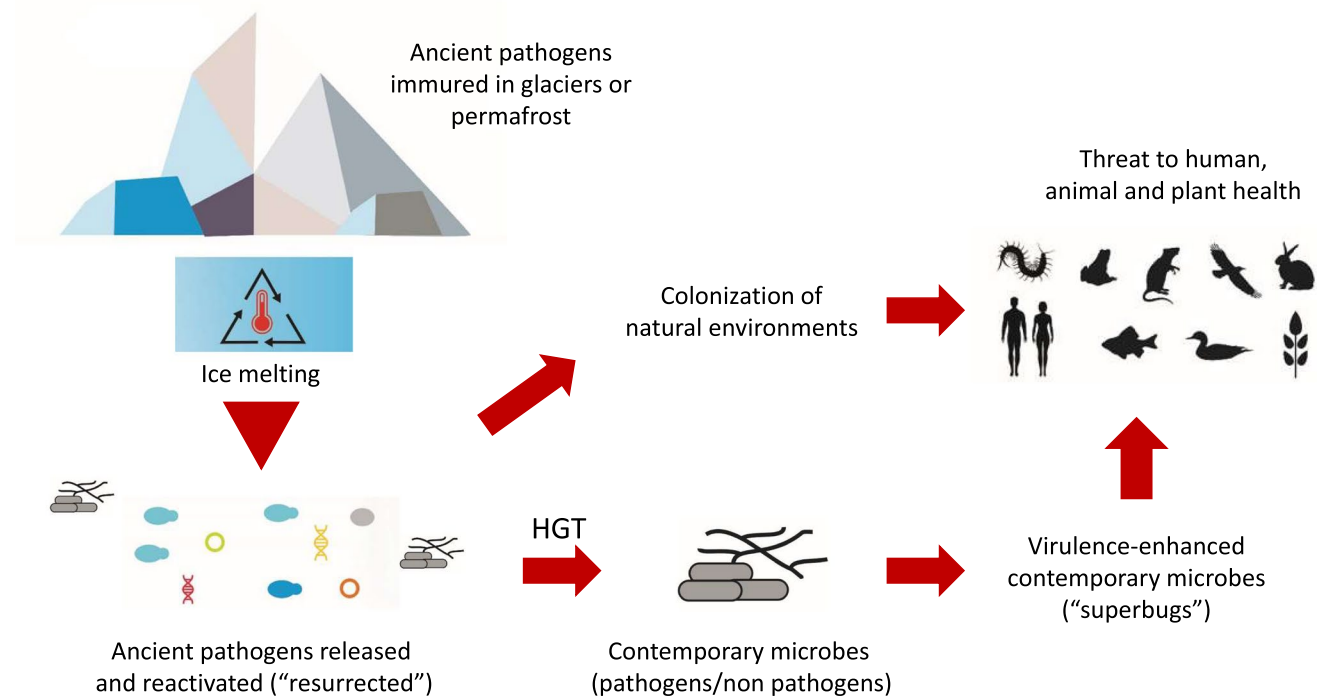 Ancient pathogens
immured in glaciers or
permafrost
Threat to human,
animal and plant health
Colonization of
natural environments
Ice melting
HGT
Virulence-enhanced
contemporary microbes
(“superbugs”)
Ancient pathogens released
and reactivated (“resurrected”)
Contemporary microbes
(pathogens/non pathogens)